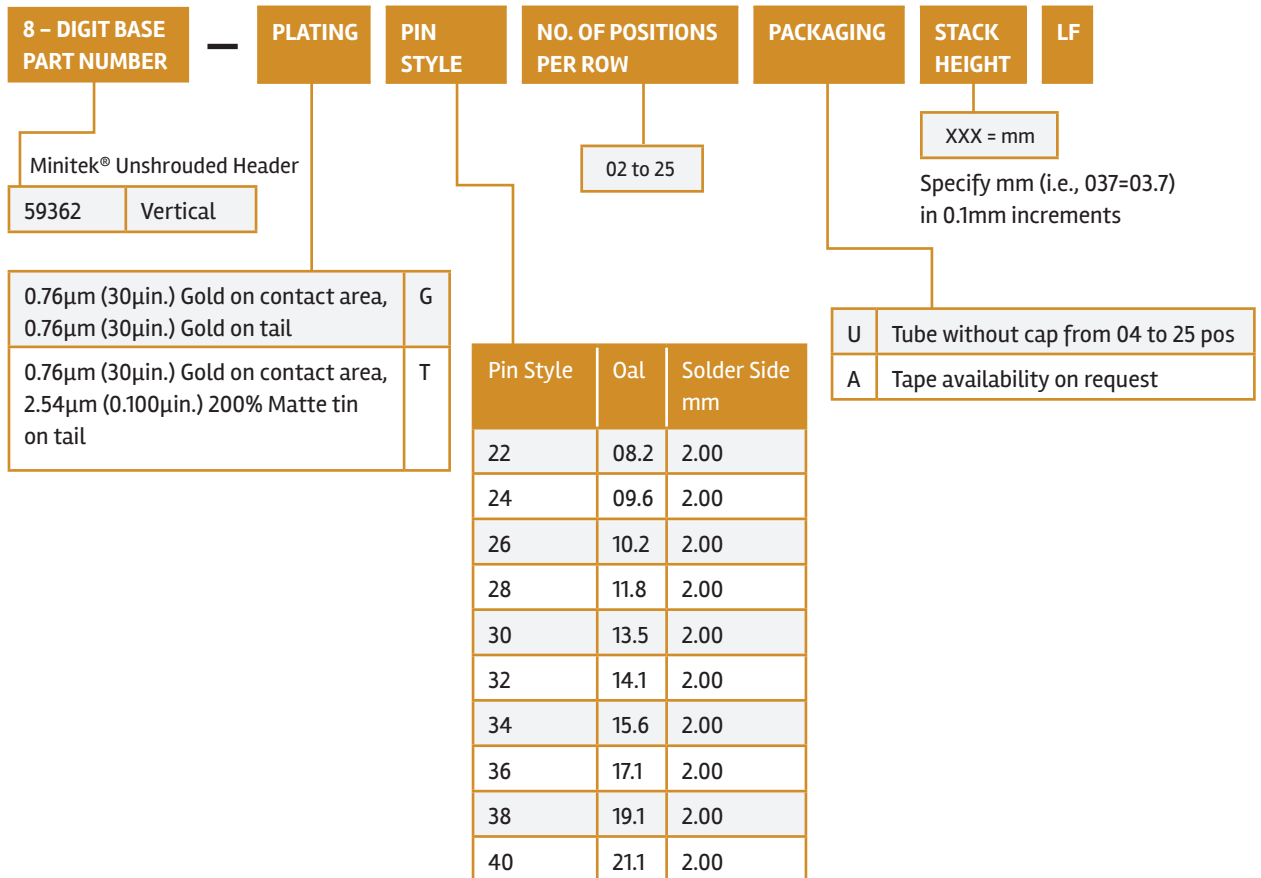 8 – DIGIT BASE
PART NUMBER
–
PLATING
PIN
STYLE
NO. OF POSITIONS
PER ROW
PACKAGING
STACK
HEIGHT
LF
Minitek® Unshrouded Header
59362 Vertical
02 to 25
XXX = mm
Specify mm (i.e., 037=03.7)
in 0.1mm increments
0.76µm (30µin.) Gold on contact area, G
0.76µm (30µin.) Gold on tail
0.76µm (30µin.) Gold on contact area, T
2.54µm (0.100µin.) 200% Matte tin
on tail
U Tube without cap from 04 to 25 pos
A Tape availability on request
Pin Style Oal Solder Side
mm
22 08.2 2.00
24 09.6 2.00
26 10.2 2.00
28 11.8 2.00
30 13.5 2.00
32 14.1 2.00
34 15.6 2.00
36 17.1 2.00
38 19.1 2.00
40 21.1 2.00